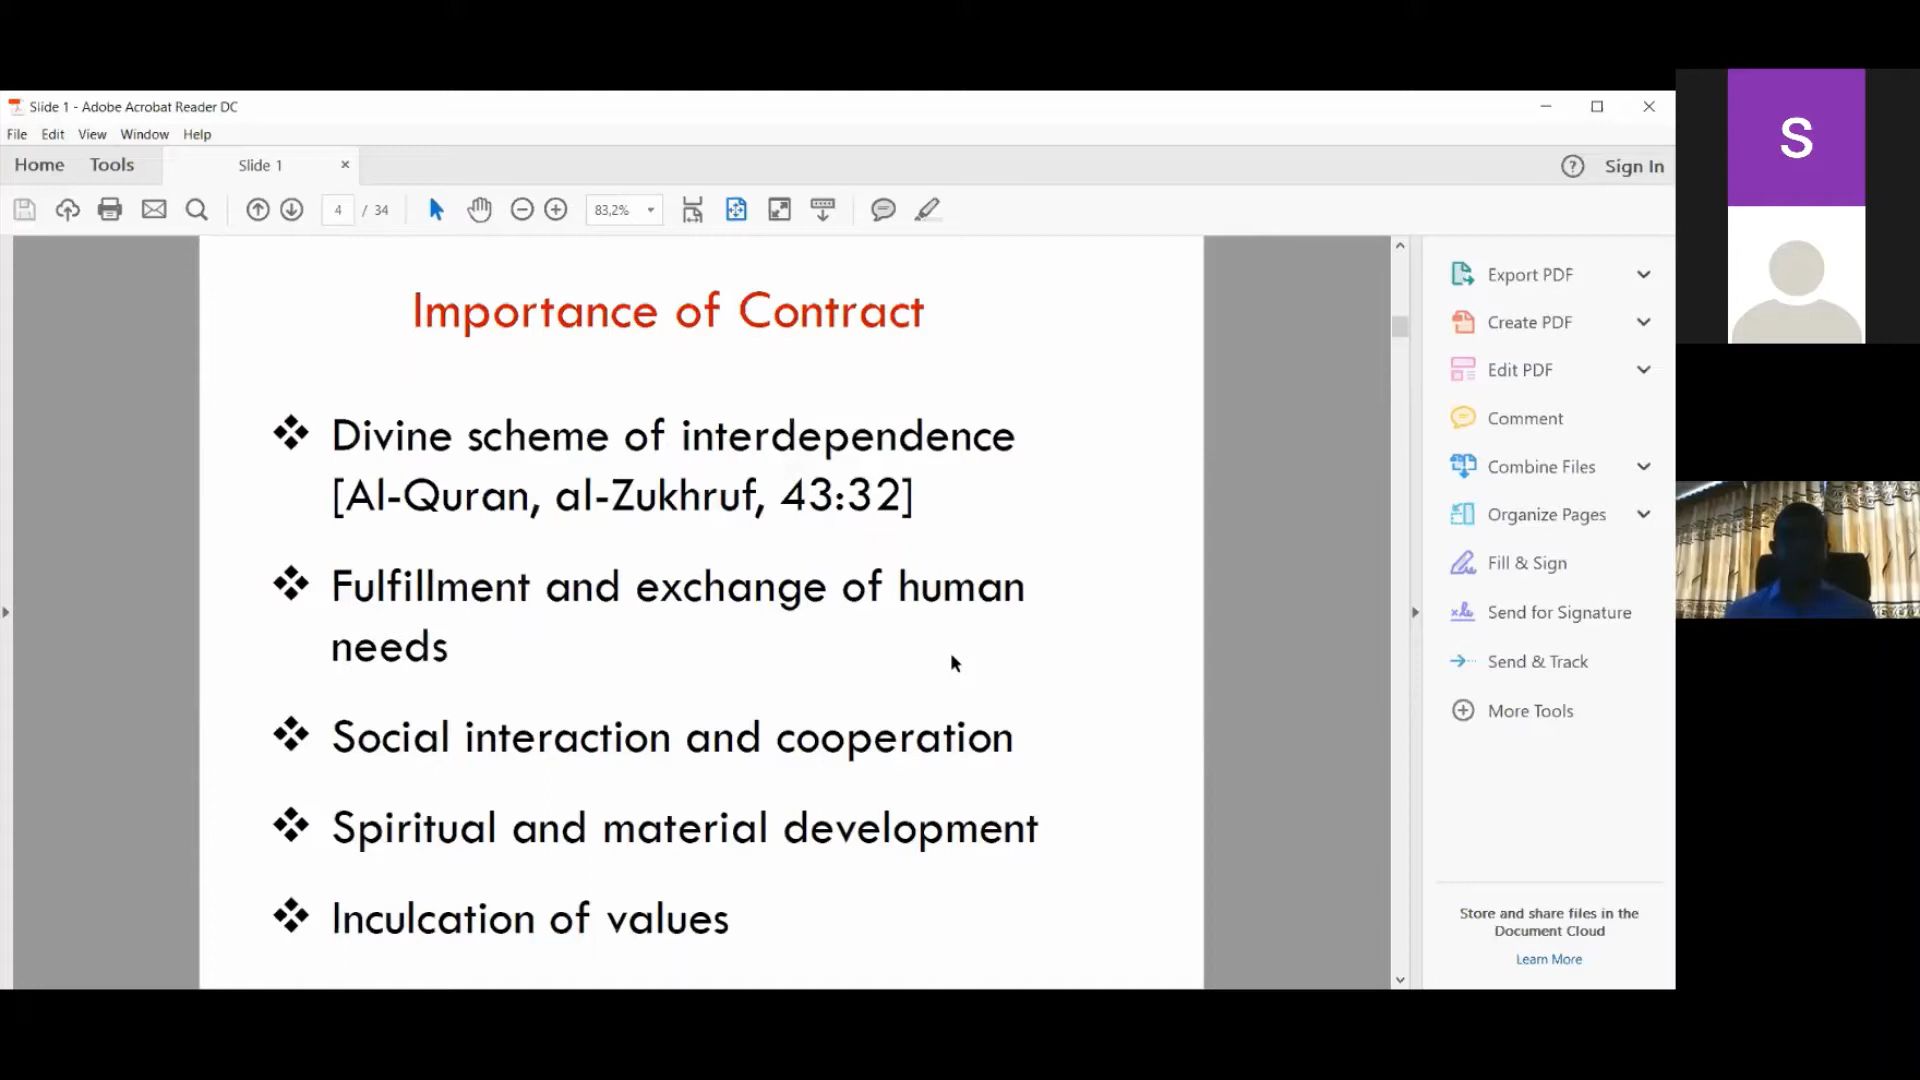 Slide 1 - Adobe Acrobat Reader DC
File Edit View Window Help
Home Tools Slide 1 Sign In
4 / 34 83,2%
Importance of Contract
Divine scheme of interdependence
[Al-Quran, al-Zukhruf, 43:32]
Fulfillment and exchange of human
needs
Social interaction and cooperation
Spiritual and material development
Inculcation of values
Export PDF
Create PDF
Edit PDF
Comment
Combine Files
Organize Pages
Fill & Sign
Send for Signature
Send & Track
More Tools
Store and share files in the
Document Cloud
Learn More
S